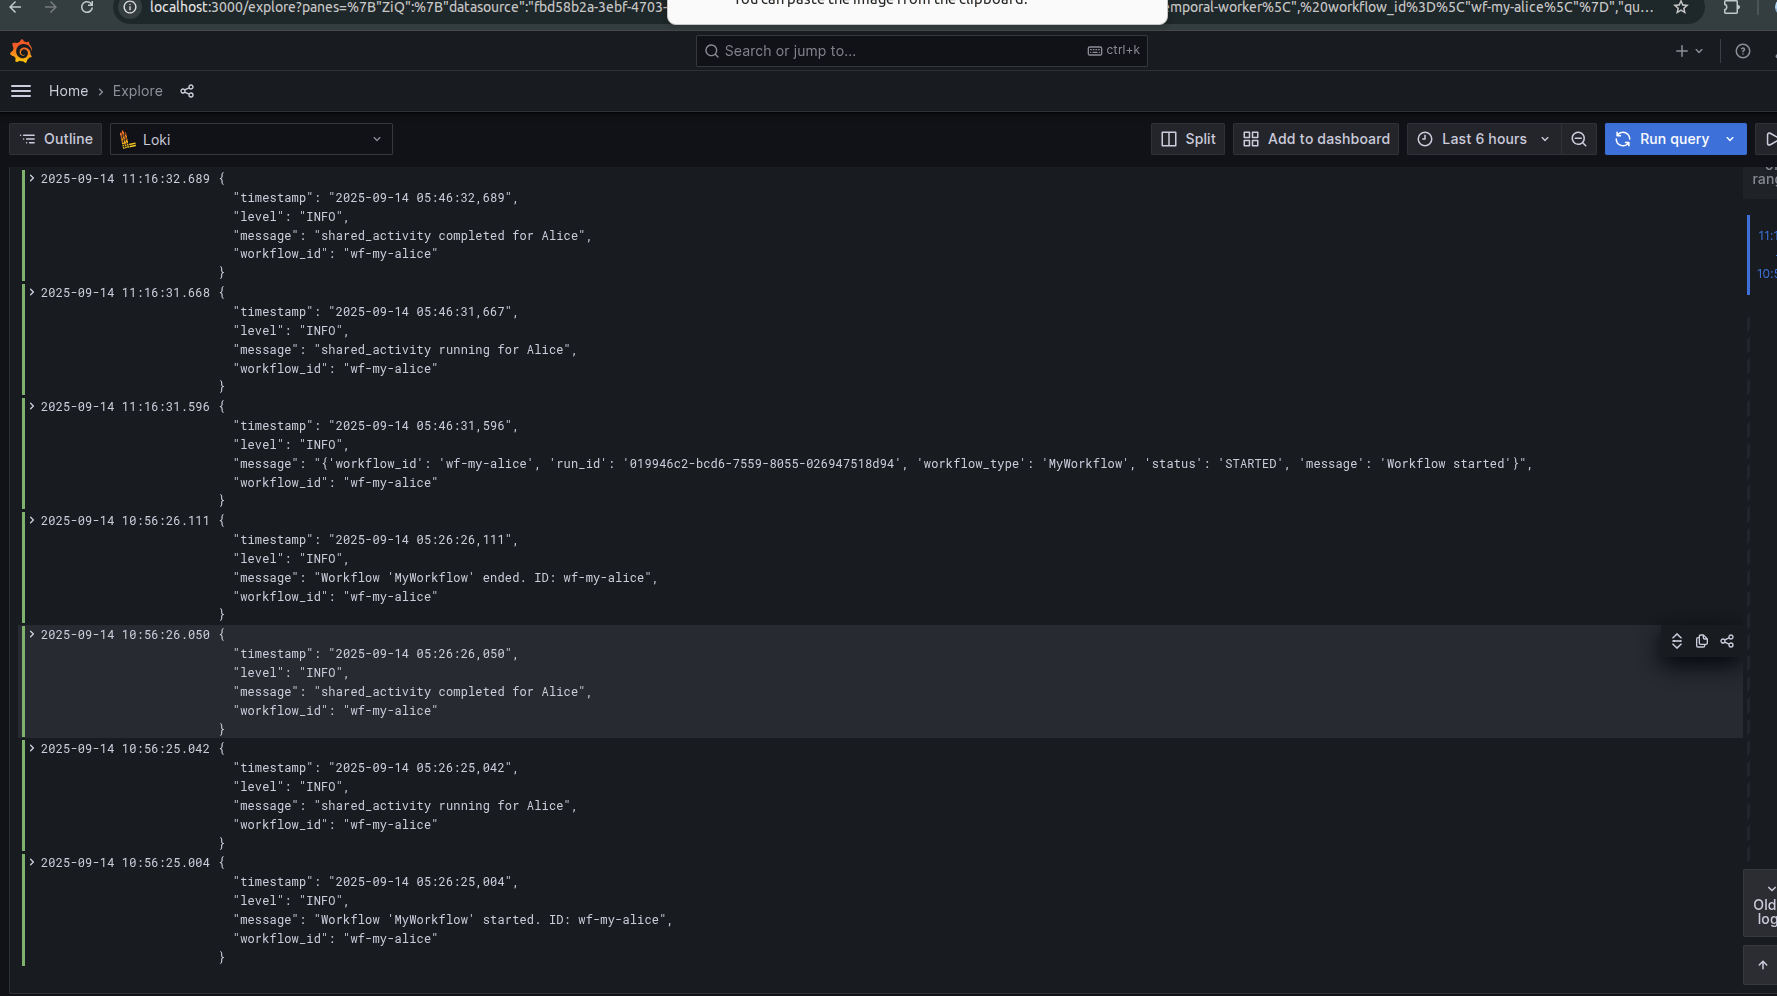 You can paste the image from the clipboard.
localhost:3000/explore?panes=%7B"ZiQ":%7B"datasource":"fbd58b2a-3ebf-4703-
emporal-worker%5C",%20workflow_id%3D%5C"wf-my-alice%5C"%7D","qu...
Search or jump to...
ctrl+k
Home › Explore
Outline
Loki
Split
Add to dashboard
Last 6 hours
Run query
2025-09-14 11:16:32.689 {
"timestamp": "2025-09-14 05:46:32,689",
"level": "INFO",
"message": "shared_activity completed for Alice",
"workflow_id": "wf-my-alice"
}
2025-09-14 11:16:31.668 {
"timestamp": "2025-09-14 05:46:31,667",
"level": "INFO",
"message": "shared_activity running for Alice",
"workflow_id": "wf-my-alice"
}
2025-09-14 11:16:31.596 {
"timestamp": "2025-09-14 05:46:31,596",
"level": "INFO",
"message": "{'workflow_id': 'wf-my-alice', 'run_id': '019946c2-bcd6-7559-8055-026947518d94', 'workflow_type': 'MyWorkflow', 'status': 'STARTED', 'message': 'Workflow started'}",
"workflow_id": "wf-my-alice"
}
2025-09-14 10:56:26.111 {
"timestamp": "2025-09-14 05:26:26,111",
"level": "INFO",
"message": "Workflow 'MyWorkflow' ended. ID: wf-my-alice",
"workflow_id": "wf-my-alice"
}
2025-09-14 10:56:26.050 {
"timestamp": "2025-09-14 05:26:26,050",
"level": "INFO",
"message": "shared_activity completed for Alice",
"workflow_id": "wf-my-alice"
}
2025-09-14 10:56:25.042 {
"timestamp": "2025-09-14 05:26:25,042",
"level": "INFO",
"message": "shared_activity running for Alice",
"workflow_id": "wf-my-alice"
}
2025-09-14 10:56:25.004 {
"timestamp": "2025-09-14 05:26:25,004",
"level": "INFO",
"message": "Workflow 'MyWorkflow' started. ID: wf-my-alice",
"workflow_id": "wf-my-alice"
}
rang
11:1
10:5
Old
log